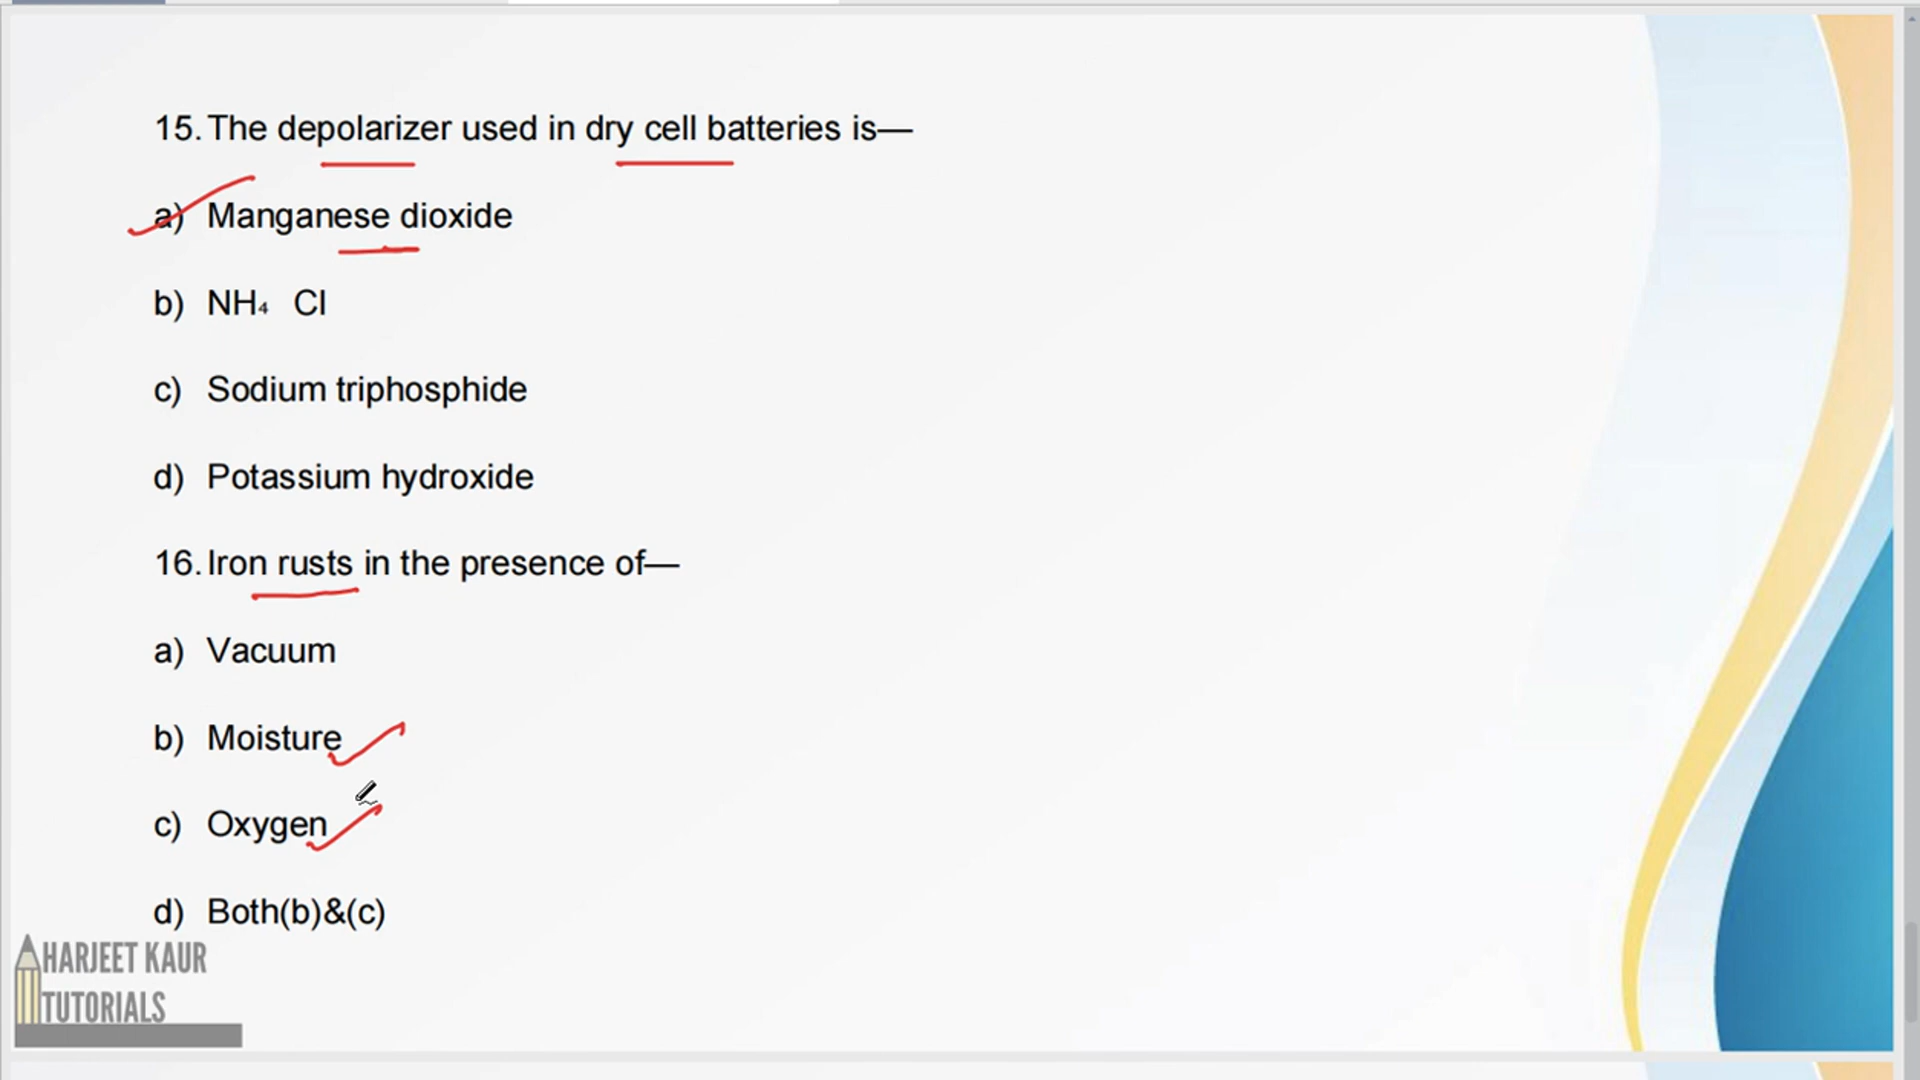 15. The depolarizer used in dry cell batteries is—
a) Manganese dioxide
b) NH₄ Cl
c) Sodium triphosphide
d) Potassium hydroxide
16. Iron rusts in the presence of—
a) Vacuum
b) Moisture
c) Oxygen
d) Both(b)&(c)
HARJEET KAUR
TUTORIALS